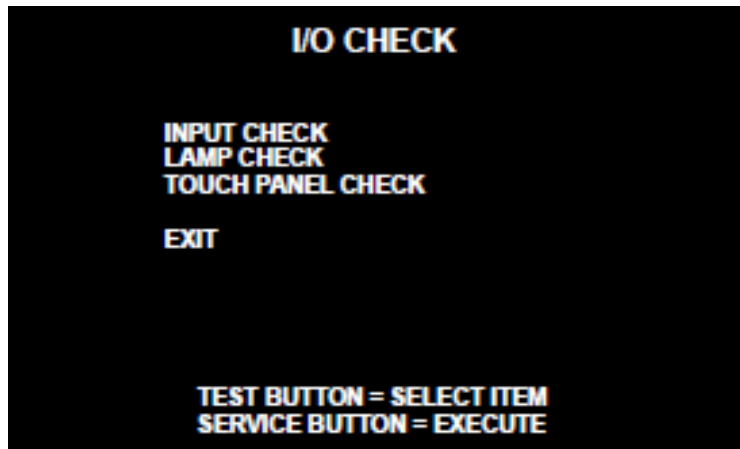 I/O CHECK
INPUT CHECK
LAMP CHECK
TOUCH PANEL CHECK
EXIT
TEST BUTTON = SELECT ITEM
SERVICE BUTTON = EXECUTE